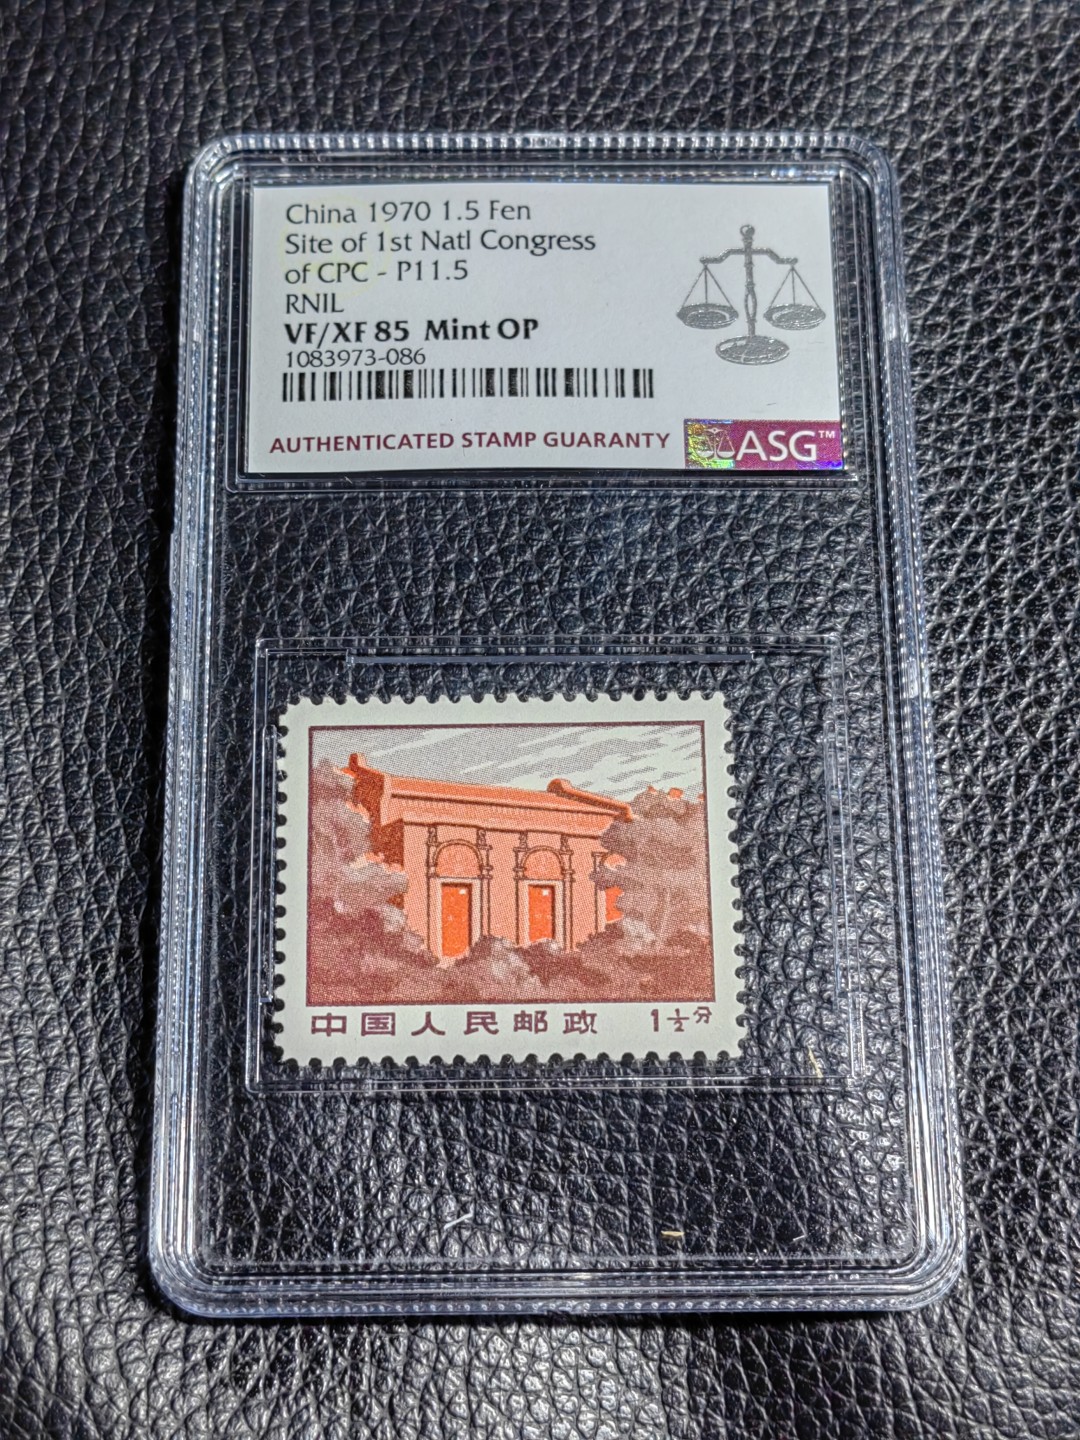 China 1970 1.5 Fen
Site of 1st Natl Congress
of CPC - P11.5
RNIL
VF/XF 85 Mint OP
1083973-086
AUTHENTICATED STAMP GUARANTY
ASG™
中国人民邮政 1½分